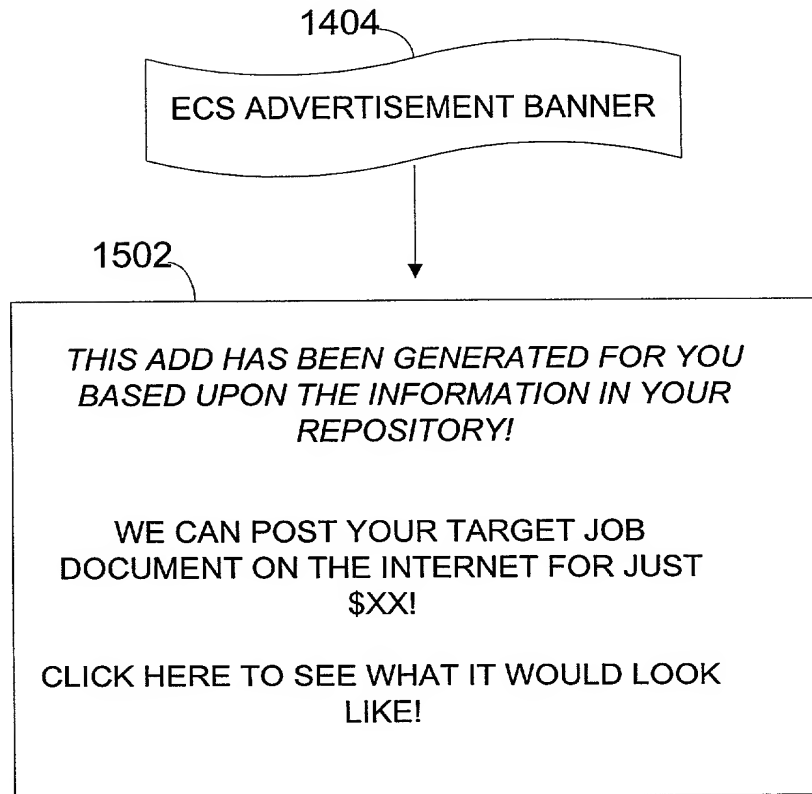 1404
ECS ADVERTISEMENT BANNER
1502
THIS ADD HAS BEEN GENERATED FOR YOU
BASED UPON THE INFORMATION IN YOUR
REPOSITORY!
WE CAN POST YOUR TARGET JOB
DOCUMENT ON THE INTERNET FOR JUST
$XX!
CLICK HERE TO SEE WHAT IT WOULD LOOK
LIKE!